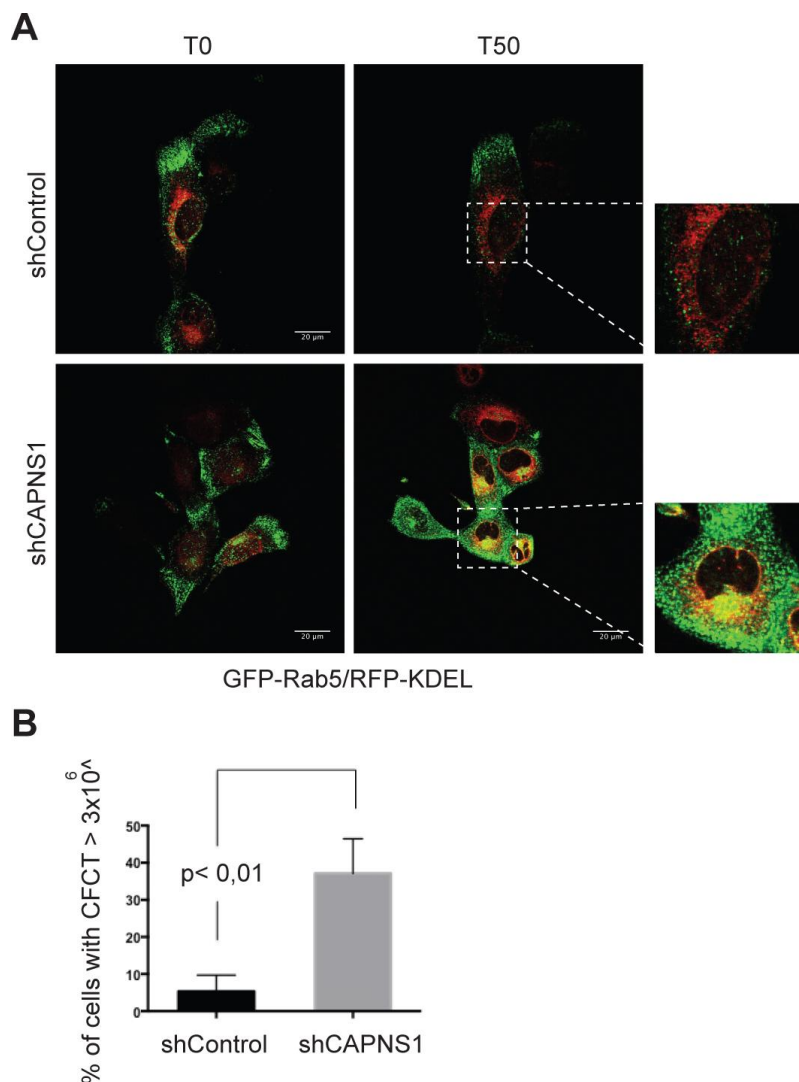 A
T0 T50
shControl
20 µm
shCAPNS1
20 µm
20 µm
GFP-Rab5/RFP-KDEL
B
% of cells with CFCT > 3x10^6
50
40
p< 0,01
30
20
10
0
shControl shCAPNS1